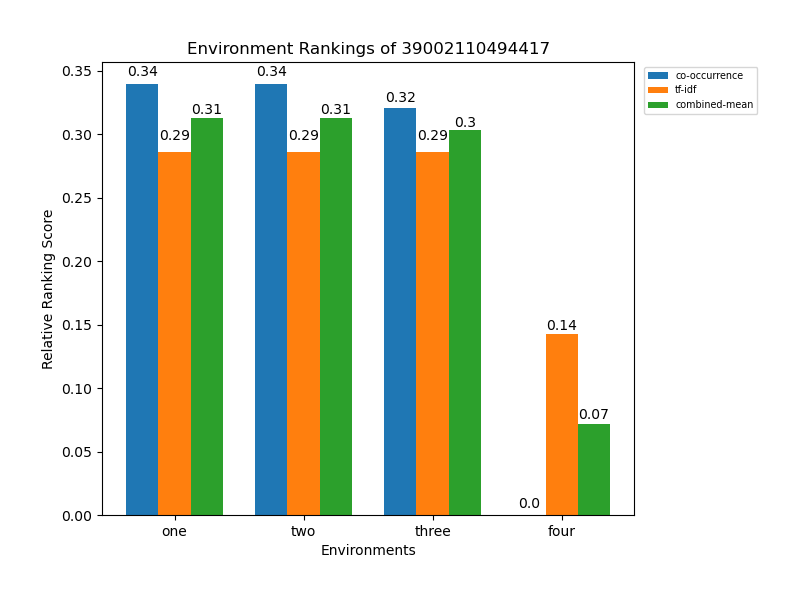 Environment Rankings of 39002110494417
co-occurrence
tf-idf
combined-mean
0.35
0.30
0.25
0.20
0.15
0.10
0.05
0.00
Relative Ranking Score
0.34
0.29
0.31
0.34
0.29
0.31
0.32
0.29
0.3
0.0
0.14
0.07
one
two
three
four
Environments